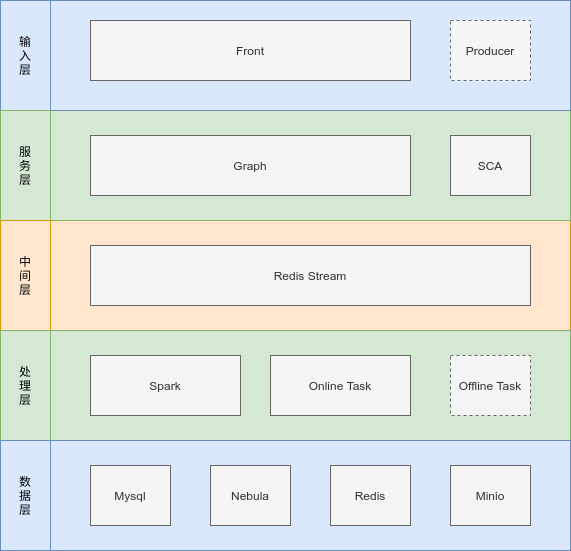 输入层
Front
Producer
服务层
Graph
SCA
中间层
Redis Stream
处理层
Spark
Online Task
Offline Task
数据层
Mysql
Nebula
Redis
Minio